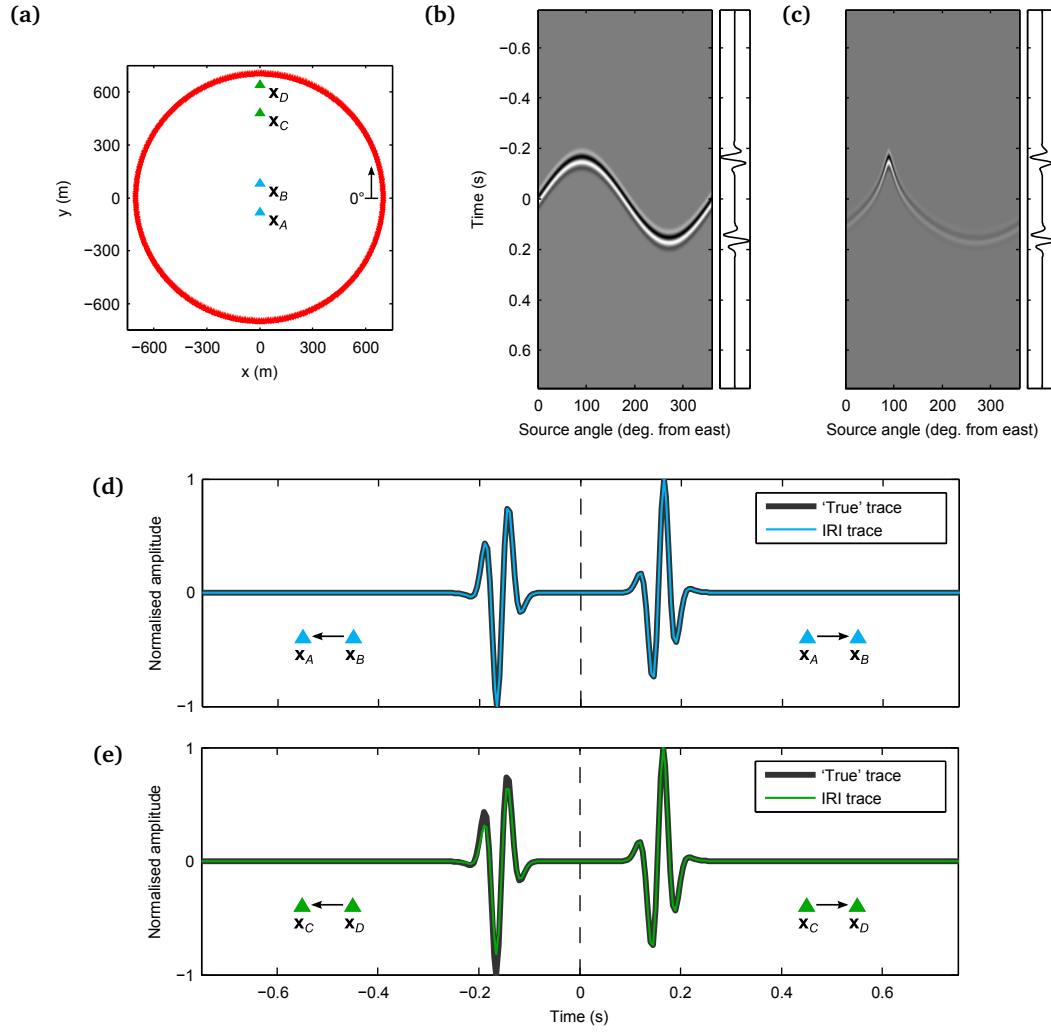 (a)
600
300
0
−300
−600
y (m)
x_D
x_C
x_B
x_A
0°
−600 −300 0 300 600
x (m)
(b)
−0.6
−0.4
−0.2
0
0.2
0.4
0.6
Time (s)
0 100 200 300
Source angle (deg. from east)
(c)
0 100 200 300
Source angle (deg. from east)
(d)
1
0
−1
Normalised amplitude
'True' trace
IRI trace
x_A x_B
x_A x_B
(e)
1
0
−1
Normalised amplitude
'True' trace
IRI trace
x_C x_D
x_C x_D
−0.6 −0.4 −0.2 0 0.2 0.4 0.6
Time (s)